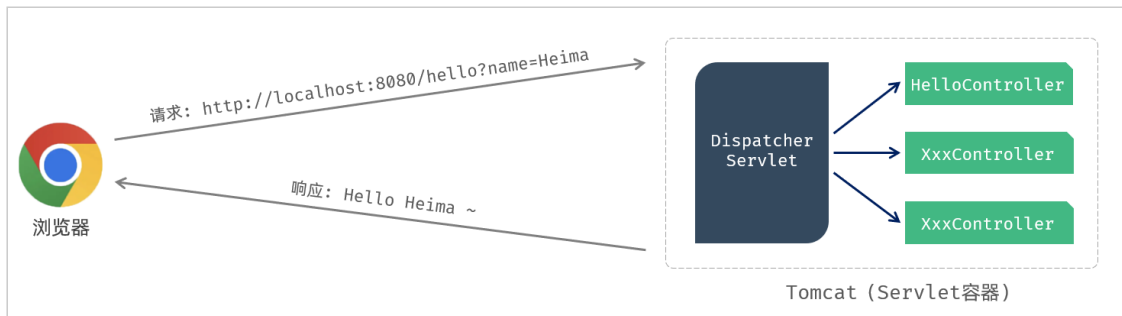 请求: http://localhost:8080/hello?name=Heima
浏览器
响应: Hello Heima ~
Dispatcher
Servlet
HelloController
XxxController
XxxController
Tomcat (Servlet容器)